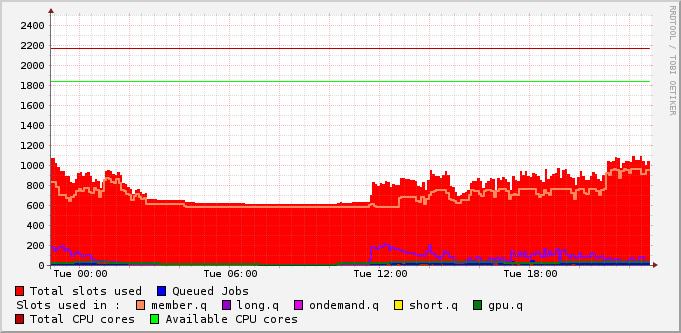 RRDTOOL / TOBI OETIKER
2400
2200
2000
1800
1600
1400
1200
1000
800
600
400
200
0
Tue 00:00 Tue 06:00 Tue 12:00 Tue 18:00
Total slots used Queued Jobs
Slots used in : member.q long.q ondemand.q short.q gpu.q
Total CPU cores Available CPU cores